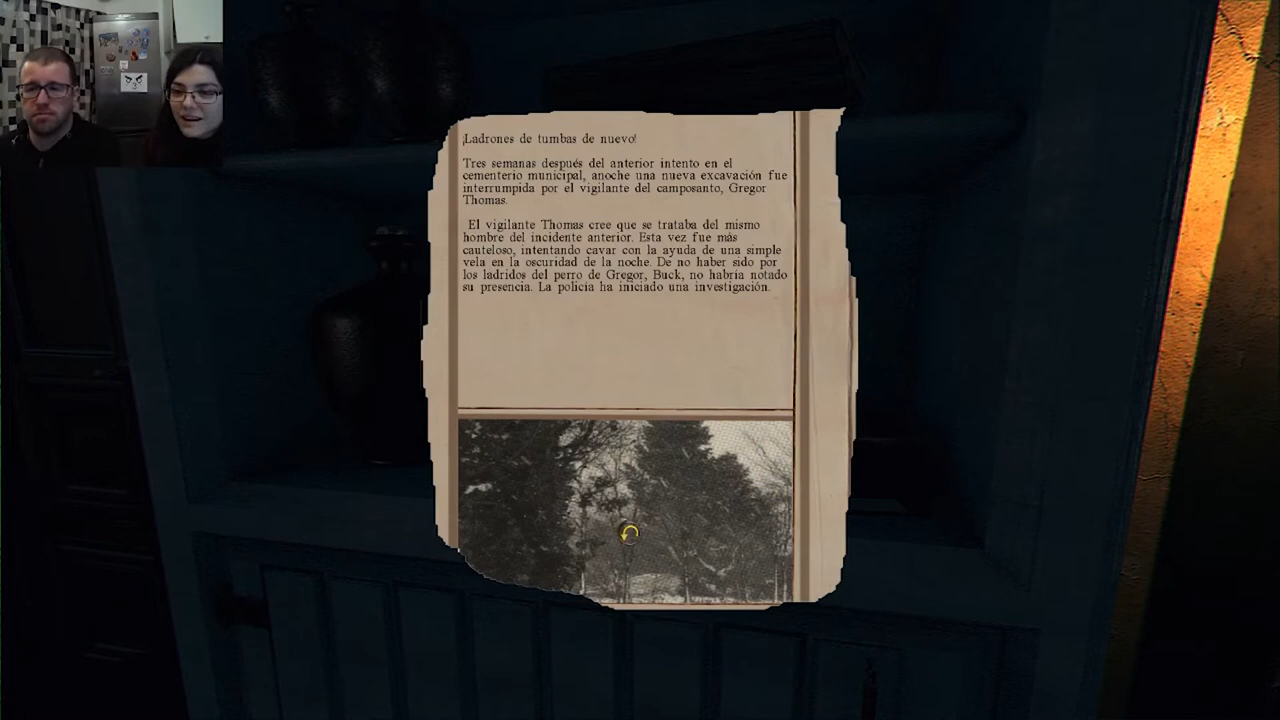 ¡Ladrones de tumbas de nuevo!
Tres semanas después del anterior intento en el
cementerio municipal, anoche una nueva excavación fue
interrumpida por el vigilante del camposanto, Gregor
Thomas.
El vigilante Thomas cree que se trataba del mismo
hombre del incidente anterior. Esta vez fue más
cauteloso, intentando cavar con la ayuda de una simple
vela en la oscuridad de la noche. De no haber sido por
los ladridos del perro de Gregor, Buck, no habría notado
su presencia. La policía ha iniciado una investigación.